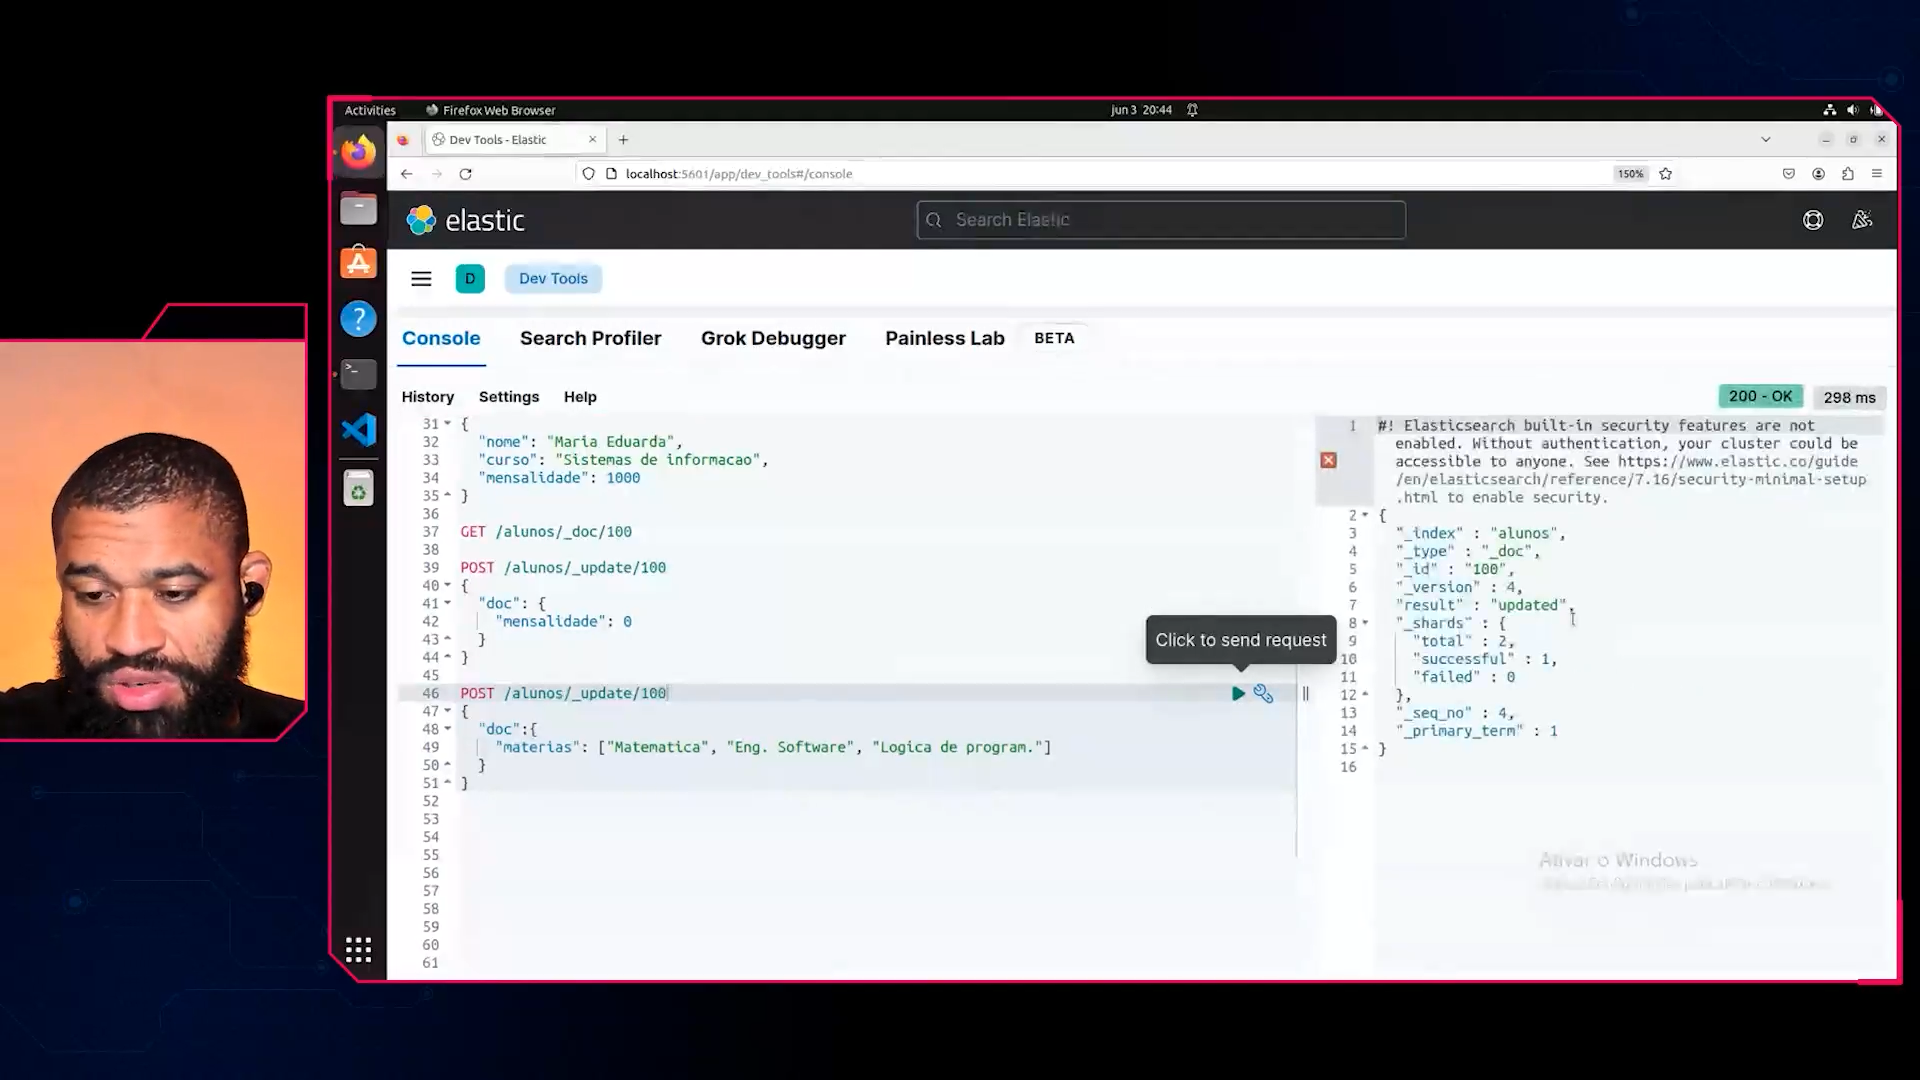 Activities
Firefox Web Browser
jun 3 20:44
Dev Tools - Elastic
localhost:5601/app/dev_tools#/console
150%
elastic
Search Elastic
D
Dev Tools
Console
Search Profiler
Grok Debugger
Painless Lab
BETA
History
Settings
Help
200 - OK
298 ms
31 {
32 "nome": "Maria Eduarda",
33 "curso": "Sistemas de informacao",
34 "mensalidade": 1000
35 }
36
37 GET /alunos/_doc/100
38
39 POST /alunos/_update/100
40 {
41 "doc": {
42 "mensalidade": 0
43 }
44 }
45
46 POST /alunos/_update/100
47 {
48 "doc":{
49 "materias": ["Matematica", "Eng. Software", "Logica de program."]
50 }
51 }
52
53
54
55
56
57
58
59
60
61
Click to send request
1 #! Elasticsearch built-in security features are not
enabled. Without authentication, your cluster could be
accessible to anyone. See https://www.elastic.co/guide
/en/elasticsearch/reference/7.16/security-minimal-setup
.html to enable security.
2 {
3 "_index" : "alunos",
4 "_type" : "_doc",
5 "_id" : "100",
6 "_version" : 4,
7 "result" : "updated",
8 "_shards" : {
9 "total" : 2,
10 "successful" : 1,
11 "failed" : 0
12 },
13 "_seq_no" : 4,
14 "_primary_term" : 1
15 }
16
Ativar o Windows